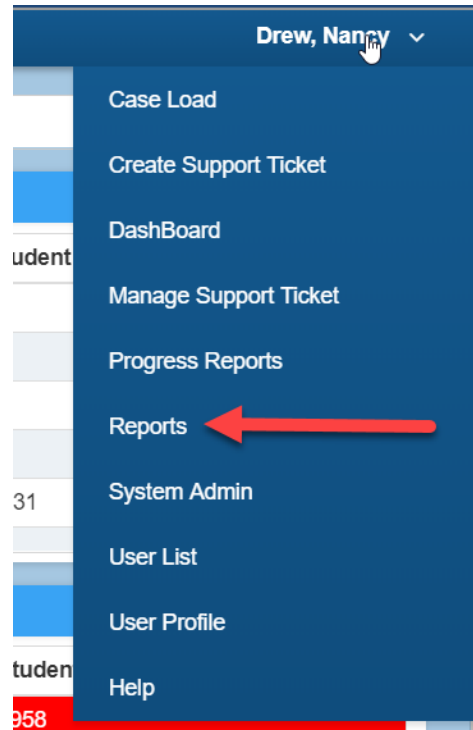 Drew, Nancy
Case Load
Create Support Ticket
DashBoard
udent
Manage Support Ticket
Progress Reports
Reports
System Admin
31
User List
User Profile
tuden
Help
958